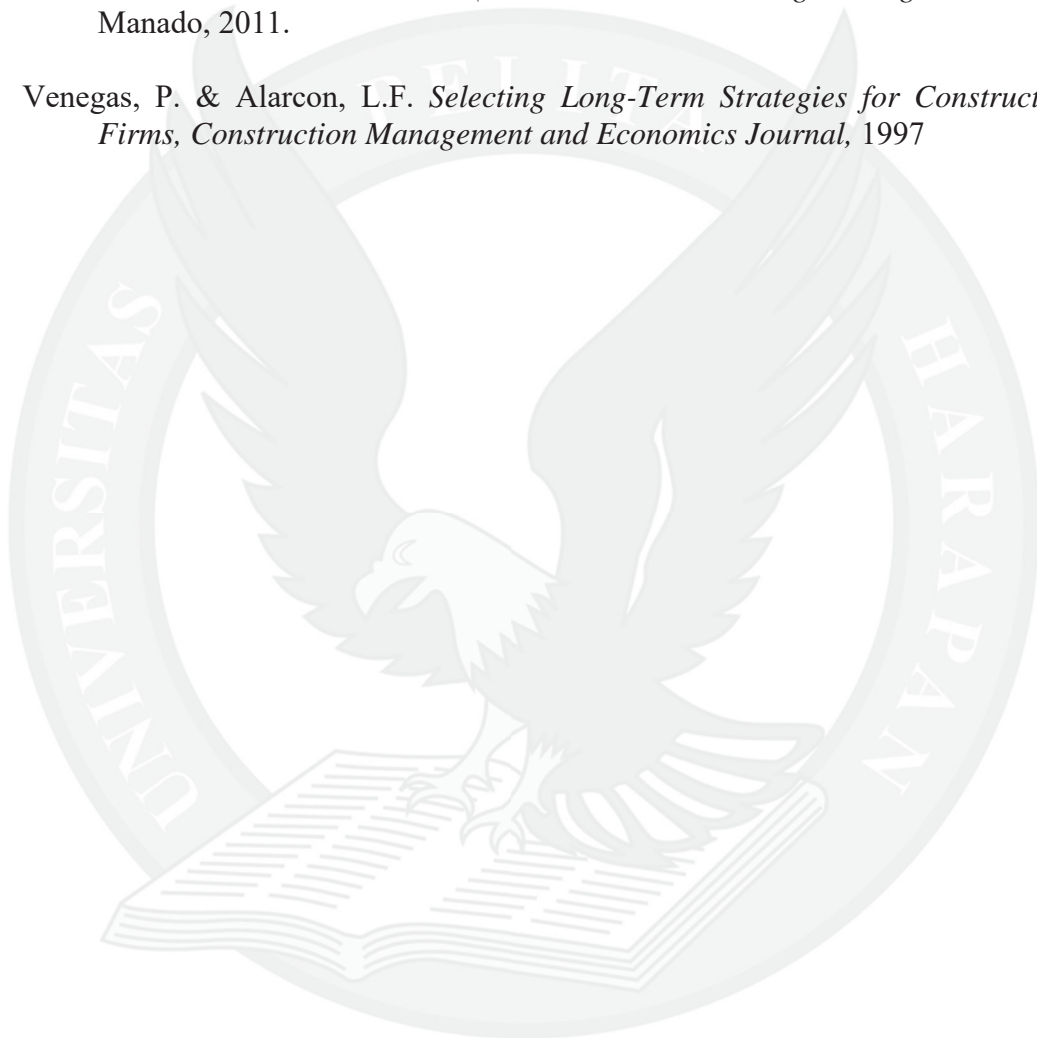 Manado, 2011.
Venegas, P. & Alarcon, L.F. Selecting Long-Term Strategies for Construct
Firms, Construction Management and Economics Journal, 1997
UNIVERSITAS PELITA HARAPAN